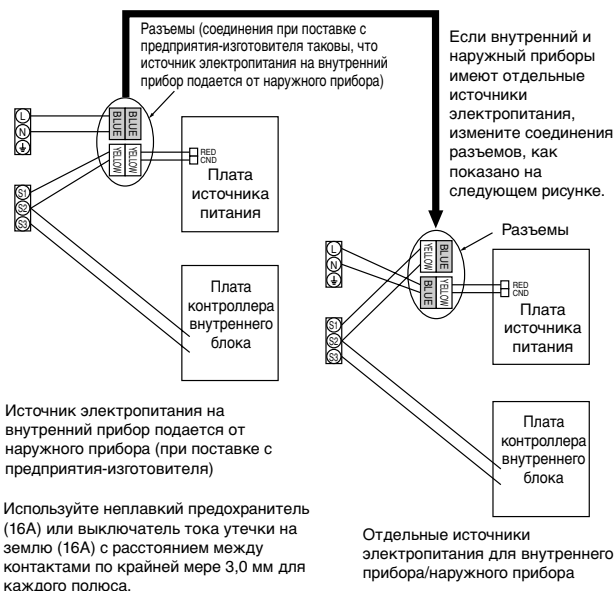 Разъемы (соединения при поставке с
предприятия-изготовителя таковы, что
источник электропитания на внутренний
прибор подается от наружного прибора)
Если внутренний и
наружный приборы
имеют отдельные
источники
электропитания,
измените соединения
разъемов, как
показано на
следующем рисунке.
L
N
BLUE
BLUE
YELLOW
YELLOW
RED
CND
Плата
источника
питания
S1
S2
S3
Плата
контроллера
внутреннего
блока
Источник электропитания на
внутренний прибор подается от
наружного прибора (при поставке с
предприятия-изготовителя)
Используйте неплавкий предохранитель
(16А) или выключатель тока утечки на
землю (16А) с расстоянием между
контактами по крайней мере 3,0 мм для
каждого полюса.
Разъемы
L
N
YELLOW
BLUE
BLUE
YELLOW
RED
CND
Плата
источника
питания
S1
S2
S3
Плата
контроллера
внутреннего
блока
Отдельные источники
электропитания для внутреннего
прибора/наружного прибора